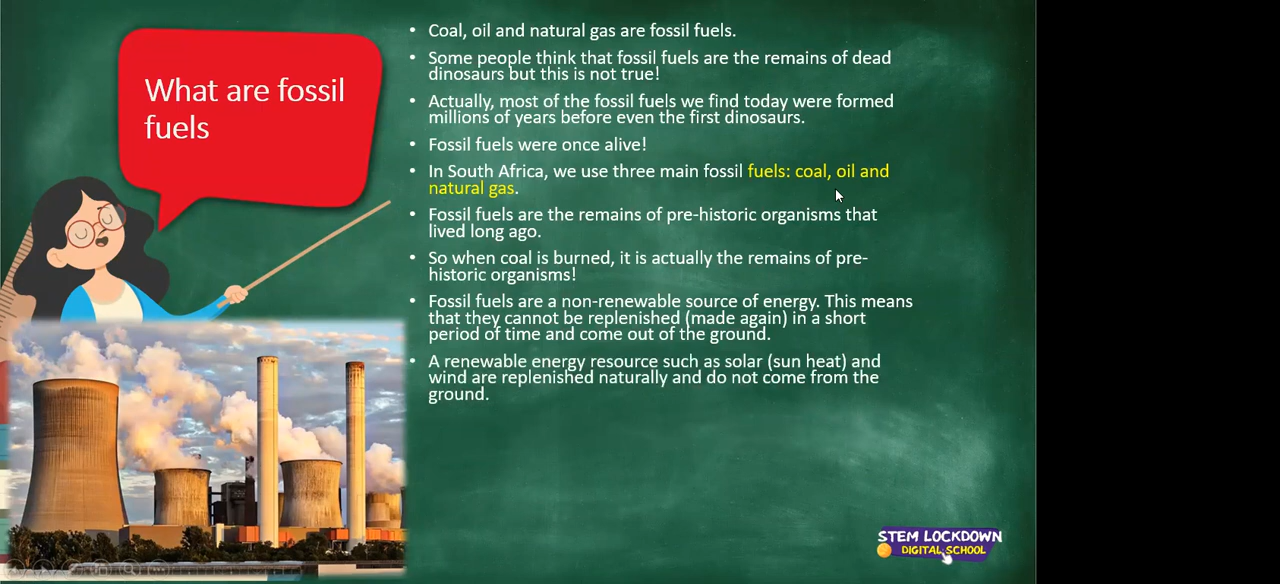 What are fossil
fuels
• Coal, oil and natural gas are fossil fuels.
• Some people think that fossil fuels are the remains of dead
dinosaurs but this is not true!
• Actually, most of the fossil fuels we find today were formed
millions of years before even the first dinosaurs.
• Fossil fuels were once alive!
• In South Africa, we use three main fossil fuels: coal, oil and
natural gas.
• Fossil fuels are the remains of pre-historic organisms that
lived long ago.
• So when coal is burned, it is actually the remains of pre-
historic organisms!
• Fossil fuels are a non-renewable source of energy. This means
that they cannot be replenished (made again) in a short
period of time and come out of the ground.
• A renewable energy resource such as solar (sun heat) and
wind are replenished naturally and do not come from the
ground.
STEM LOCKDOWN
DIGITAL SCHOOL